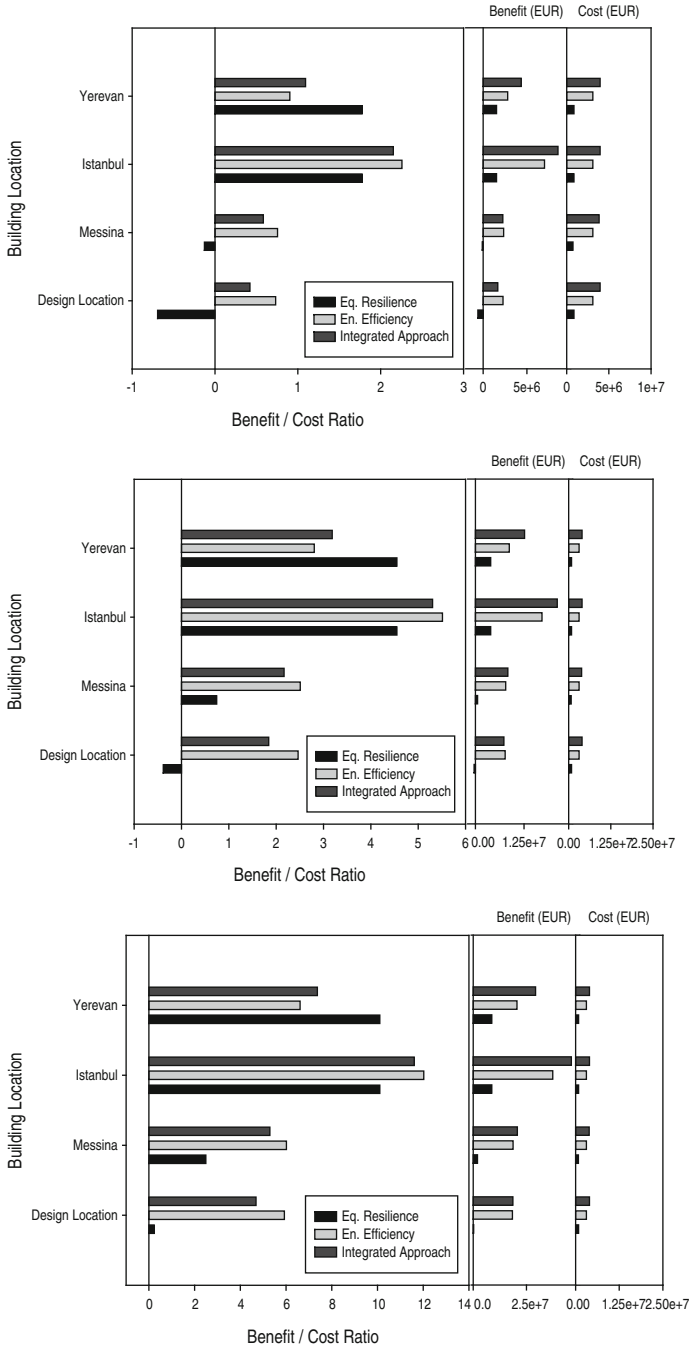 Benefit (EUR) Cost (EUR)
Building Location
Yerevan
Istanbul
Messina
Design Location
Eq. Resilience
En. Efficiency
Integrated Approach
-1 0 1 2 3 0 5e+6 0 5e+6 1e+7
Benefit / Cost Ratio
Benefit (EUR) Cost (EUR)
Building Location
Yerevan
Istanbul
Messina
Design Location
Eq. Resilience
En. Efficiency
Integrated Approach
-1 0 1 2 3 4 5 6 0.00 1.25e+7 0.00 1.25e+7 2.50e+7
Benefit / Cost Ratio
Benefit (EUR) Cost (EUR)
Building Location
Yerevan
Istanbul
Messina
Design Location
Eq. Resilience
En. Efficiency
Integrated Approach
0 2 4 6 8 10 12 14 0.0 2.5e+7 0.00 1.25e+7 2.50e+7
Benefit / Cost Ratio